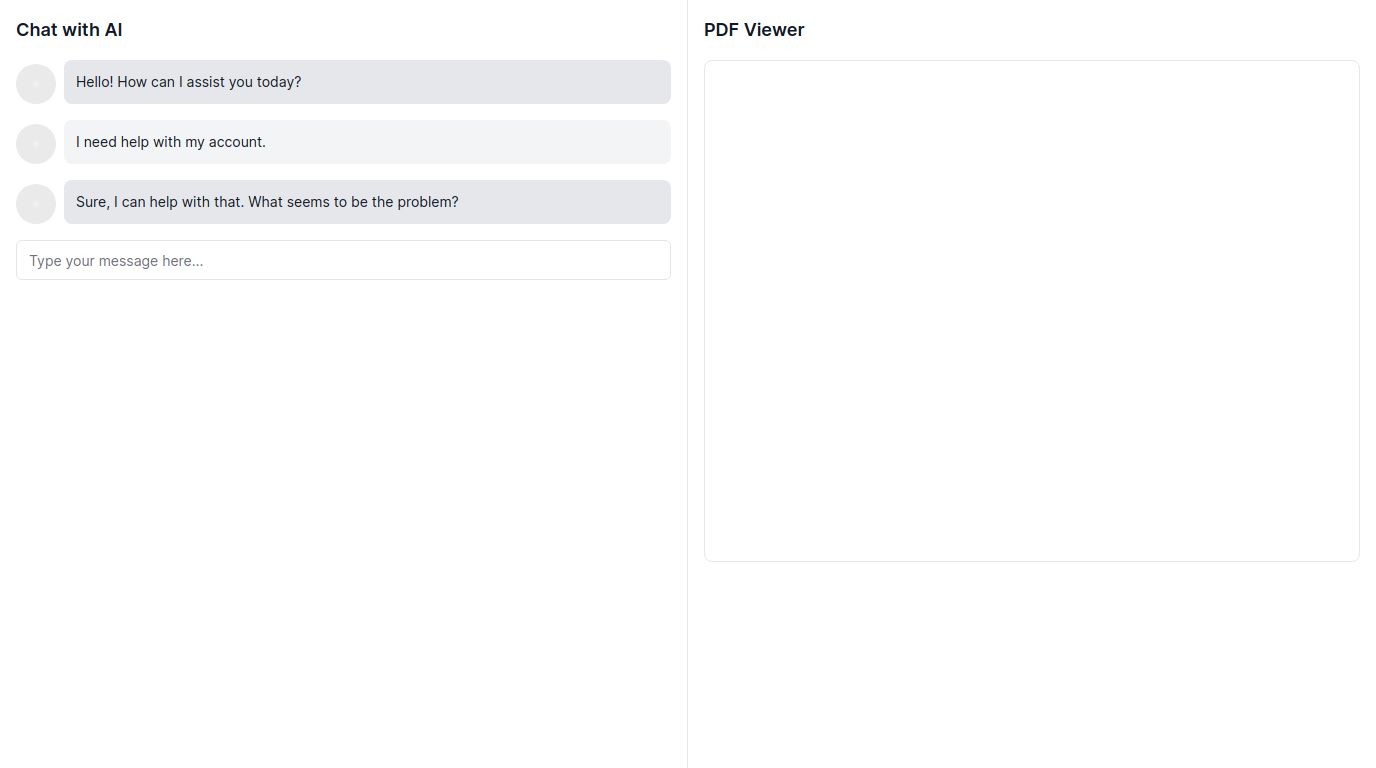 Chat with AI
Hello! How can I assist you today?
I need help with my account.
Sure, I can help with that. What seems to be the problem?
Type your message here...
PDF Viewer